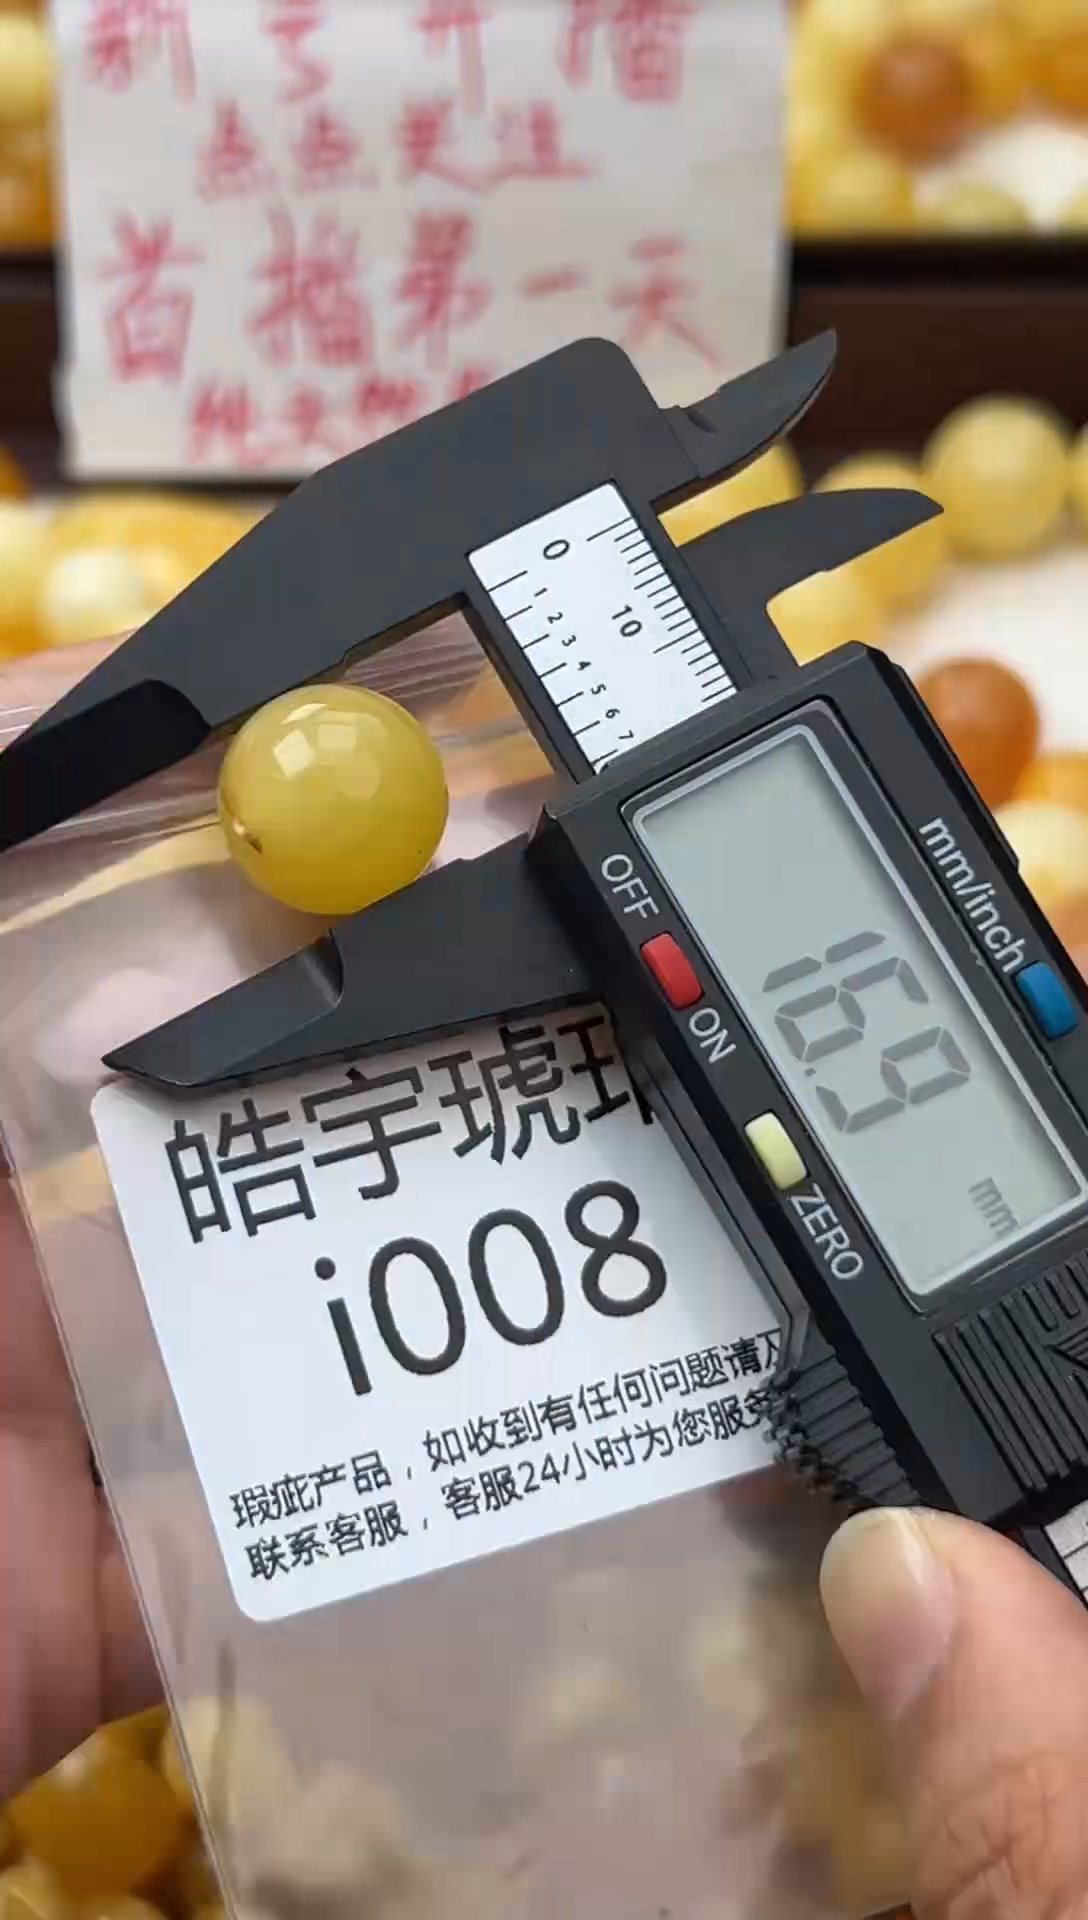 新号开播
点点关注
首播第一天
0
10
1 2 3 4 5 6 7
mm/inch
OFF ON
ZERO
16.9
mm
皓宇琥
i008
瑕疵产品，如收到有任何问题请及
联系客服，客服24小时为您服务